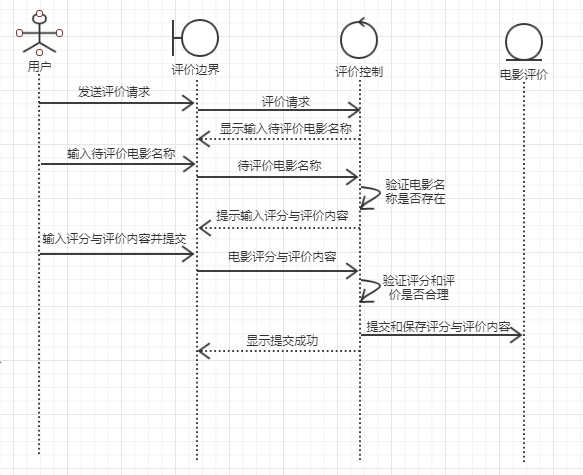 用户
评价边界
评价控制
电影评价
发送评价请求
评价请求
显示输入待评价电影名称
输入待评价电影名称
待评价电影名称
验证电影名
称是否存在
提示输入评分与评价内容
输入评分与评价内容并提交
电影评分与评价内容
验证评分和评
价是否合理
提交和保存评分与评价内容
显示提交成功